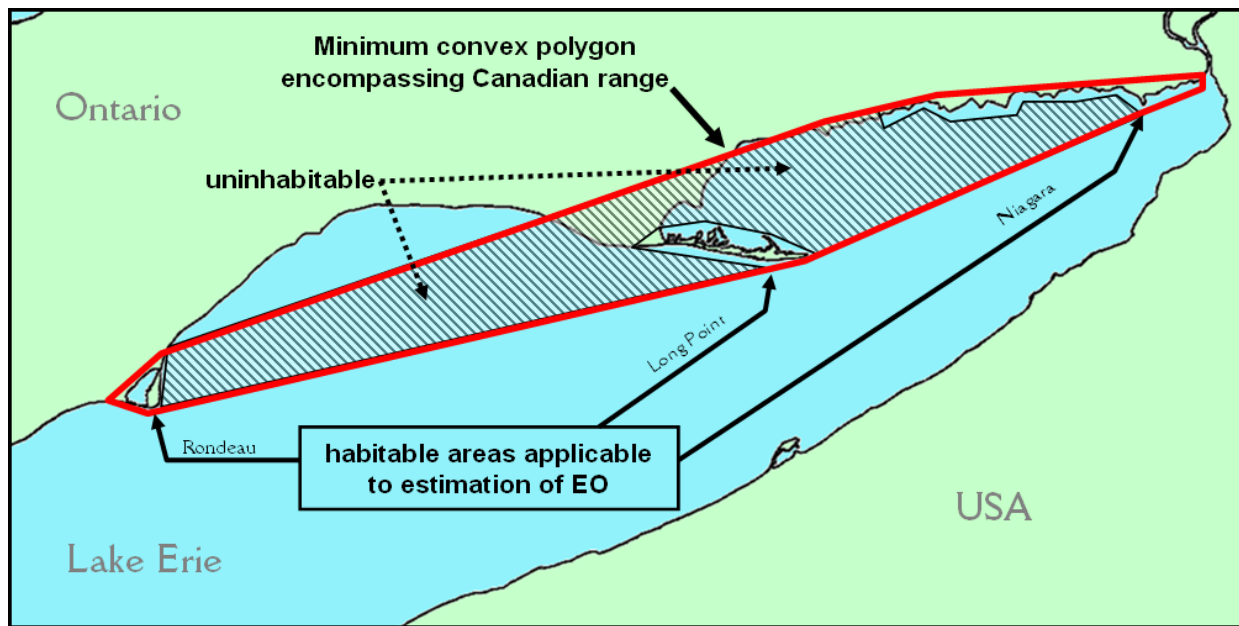 Minimum convex polygon
encompassing Canadian range
Ontario
uninhabitable
Niagara
Long Point
Rondeau
habitable areas applicable
to estimation of EO
USA
Lake Erie